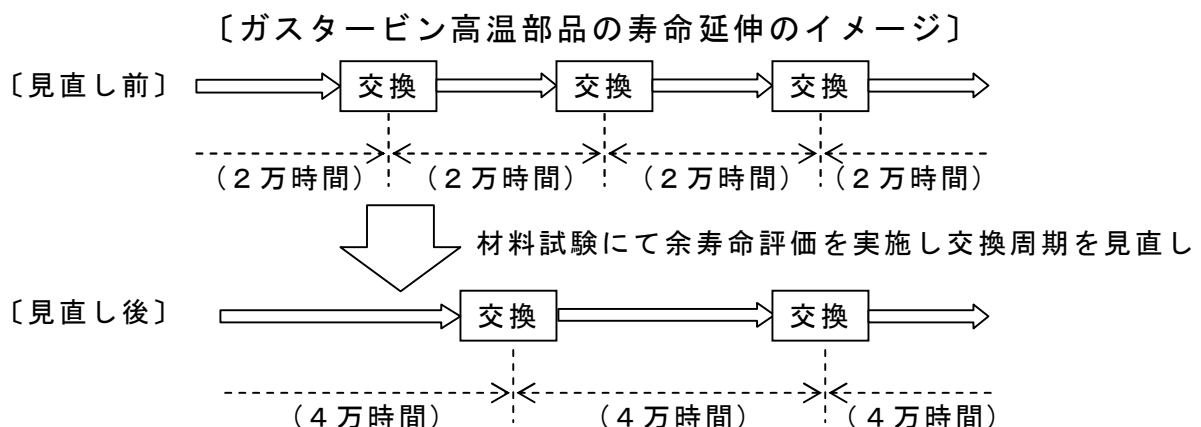 〔ガスタービン高温部品の寿命延伸のイメージ〕
〔見直し前〕 交換 交換 交換
(2万時間) (2万時間) (2万時間) (2万時間)
材料試験にて余寿命評価を実施し交換周期を見直し
〔見直し後〕 交換 交換
(4万時間) (4万時間) (4万時間)